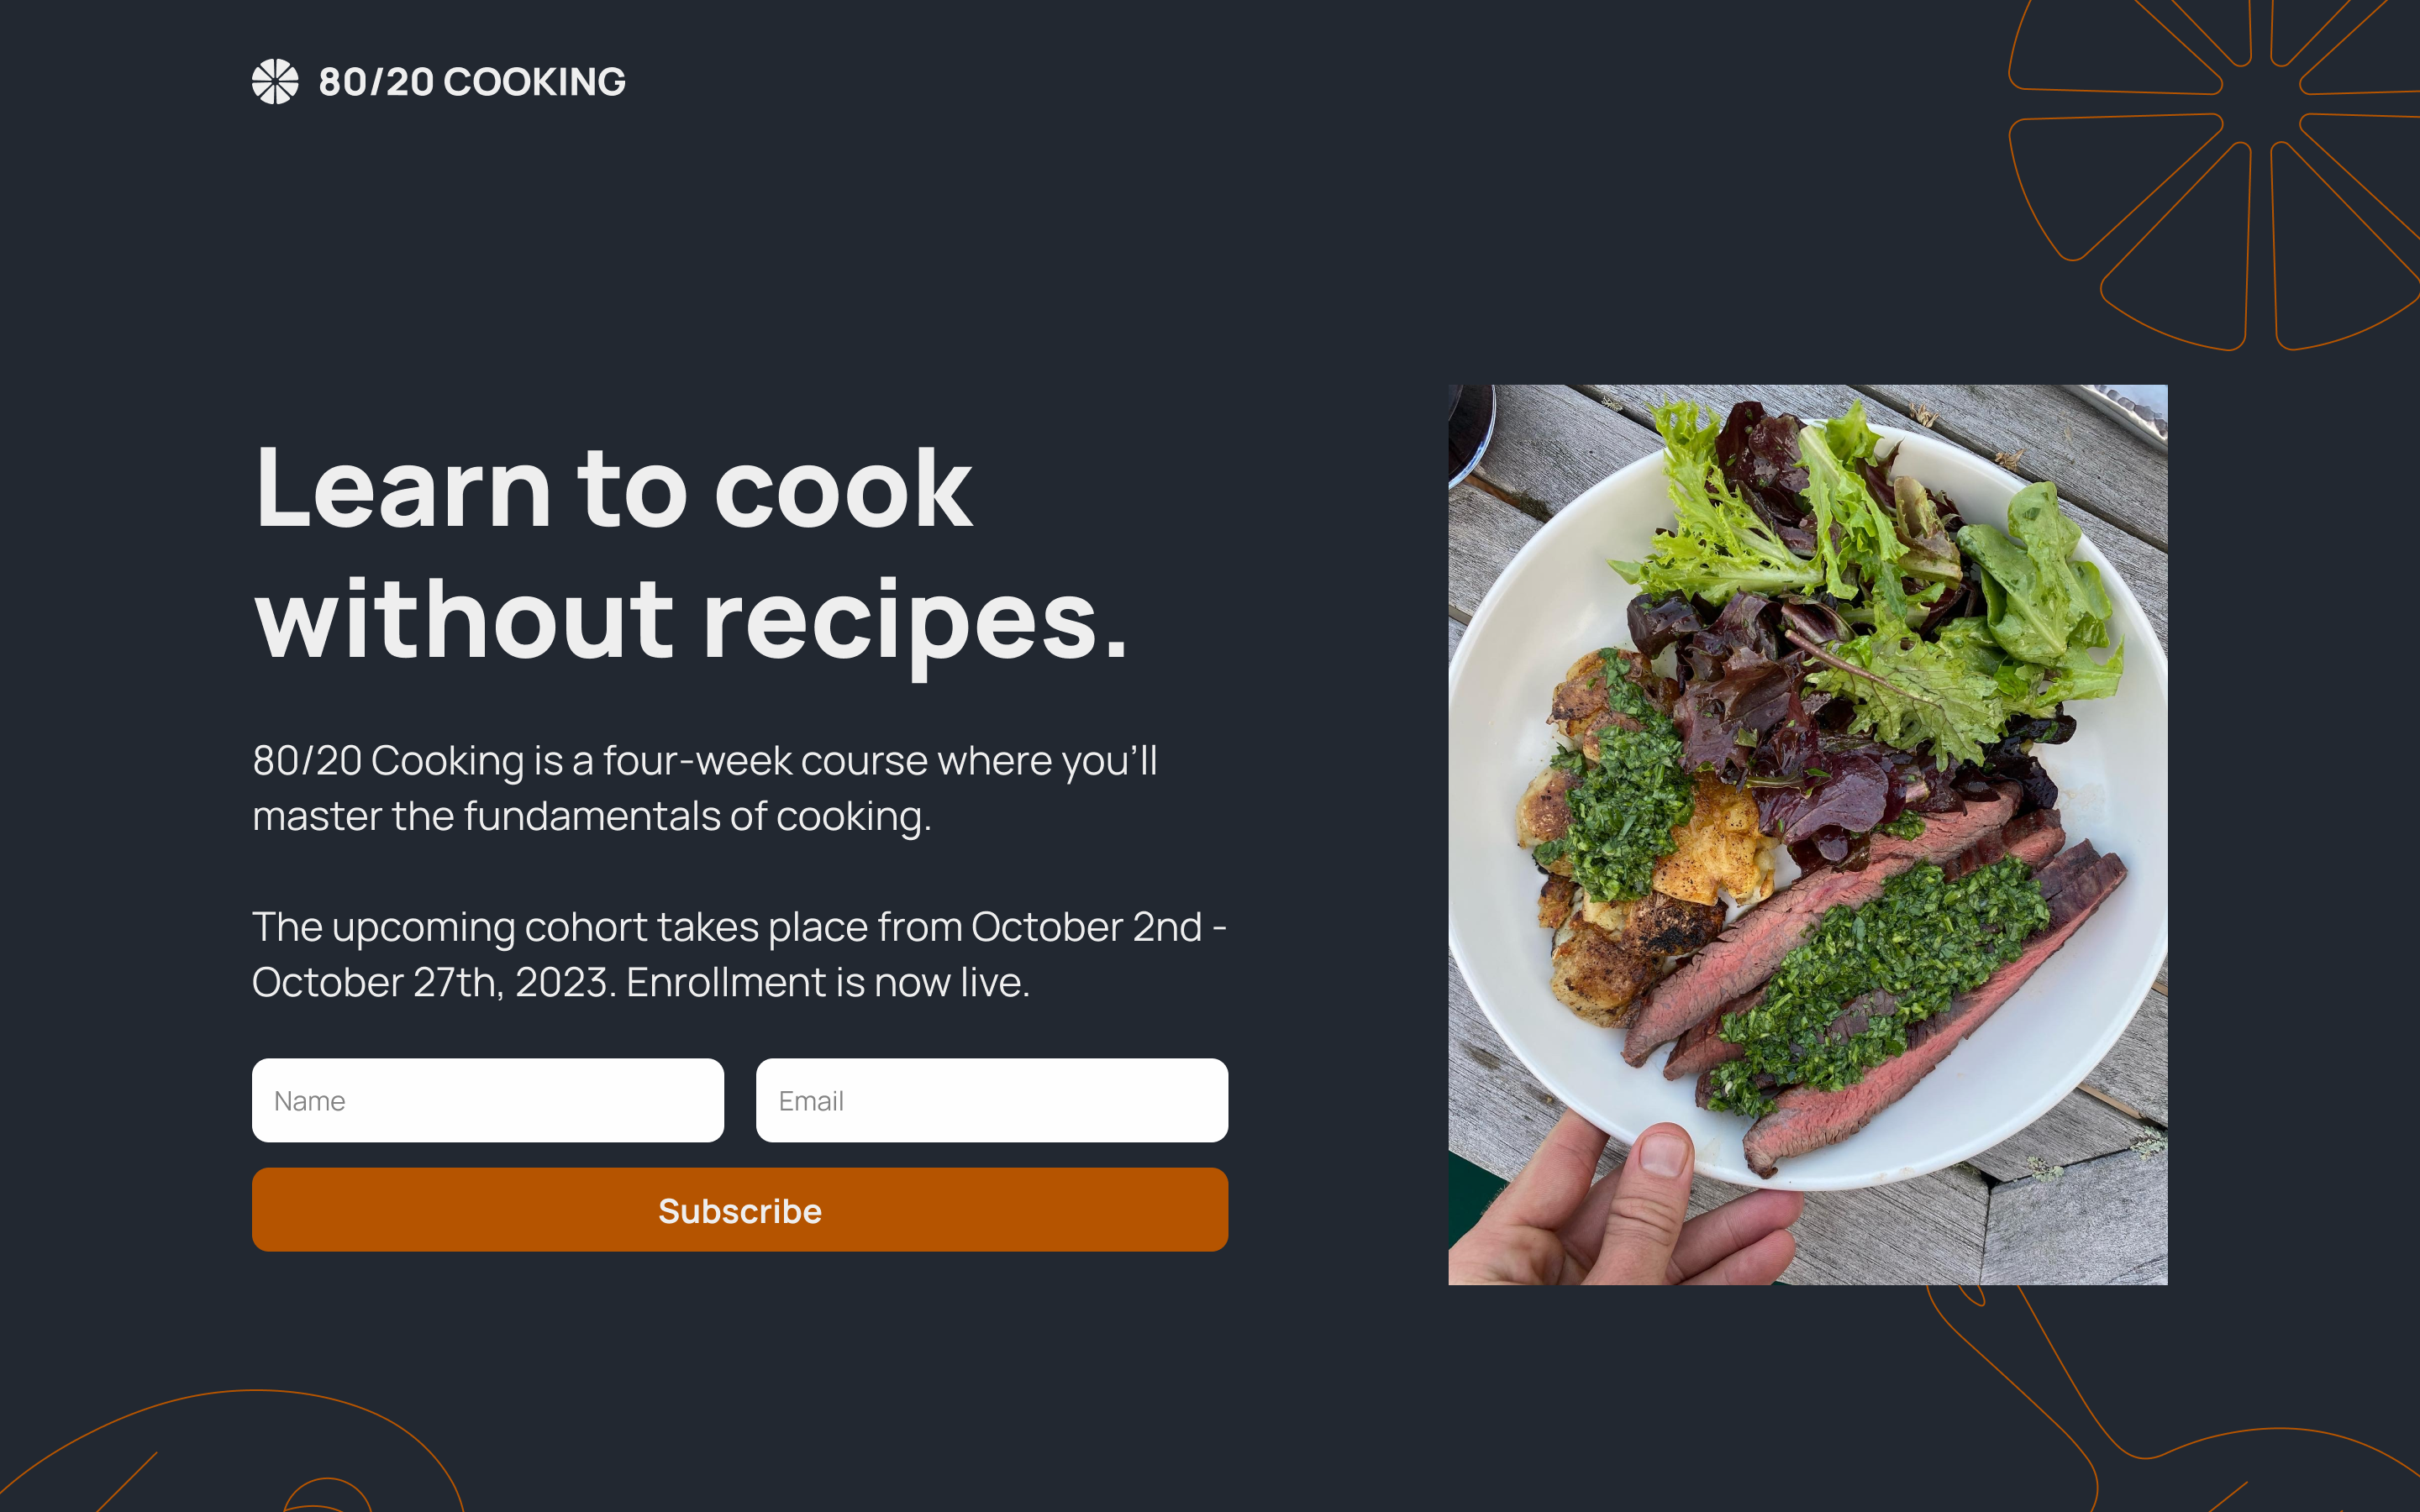 80/20 COOKING
Learn to cook
without recipes.
80/20 Cooking is a four-week course where you’ll
master the fundamentals of cooking.
The upcoming cohort takes place from October 2nd -
October 27th, 2023. Enrollment is now live.
Name
Email
Subscribe